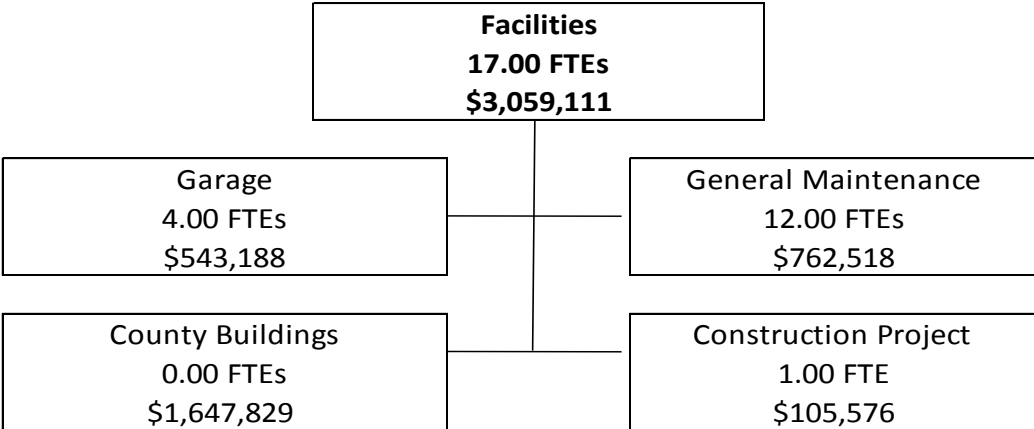 Facilities
17.00 FTEs
$3,059,111
Garage
4.00 FTEs
$543,188
General Maintenance
12.00 FTEs
$762,518
County Buildings
0.00 FTEs
$1,647,829
Construction Project
1.00 FTE
$105,576